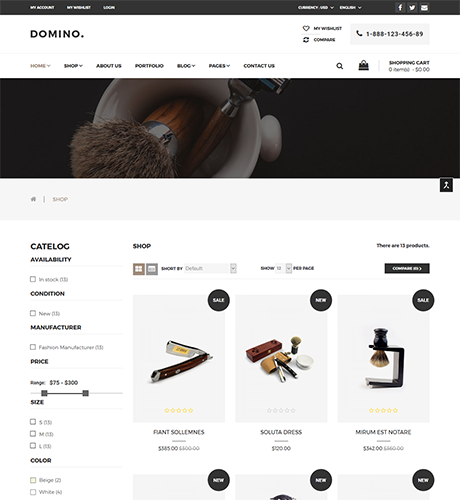 MY ACCOUNT MY WISHLIST LOGIN CURRENCY : USD ENGLISH
DOMINO.
MY WISHLIST
COMPARE
1-888-123-456-89
HOME SHOP ABOUT US PORTFOLIO BLOG PAGES CONTACT US
SHOPPING CART
0 item(s) - $0.00
SHOP
CATELOG
AVAILABILITY
In stock (13)
CONDITION
New (13)
MANUFACTURER
Fashion Manufacturer (13)
PRICE
Range: $75 - $300
SIZE
S (13)
M (13)
L (13)
COLOR
Beige (2)
White (4)
SHOP There are 13 products.
SHORT BY Default SHOW 13 PER PAGE COMPARE (0)
SALE
NEW
SALE
FIANT SOLLEMNES
$385.00 $300.00
SOLUTA DRESS
$120.00
MIRUM EST NOTARE
$342.00 $360.00
NEW
NEW